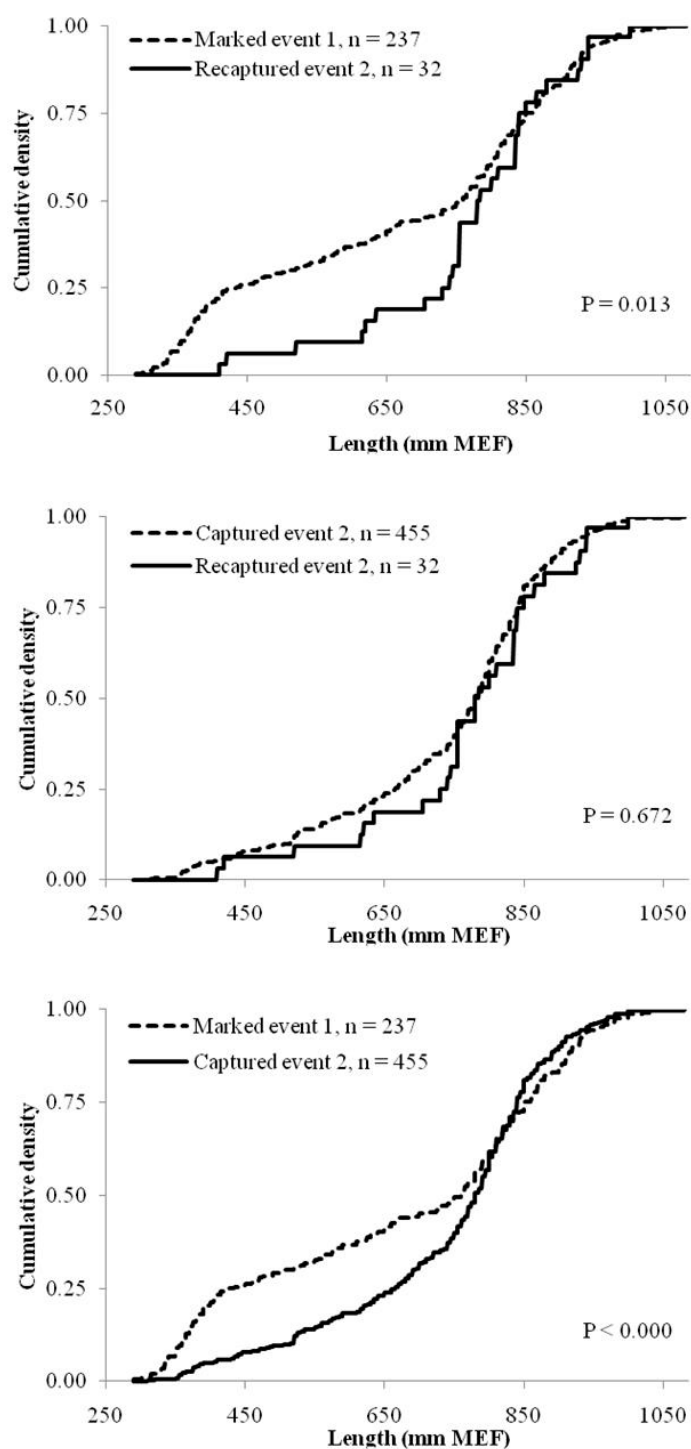 1.00
Marked event 1, n = 237
Recaptured event 2, n = 32
0.75
Cumulative density
0.50
0.25
P = 0.013
0.00
250 450 650 850 1050
Length (mm MEF)
1.00
Captured event 2, n = 455
Recaptured event 2, n = 32
0.75
Cumulative density
0.50
0.25
P = 0.672
0.00
250 450 650 850 1050
Length (mm MEF)
1.00
Marked event 1, n = 237
Captured event 2, n = 455
0.75
Cumulative density
0.50
0.25
P < 0.000
0.00
250 450 650 850 1050
Length (mm MEF)